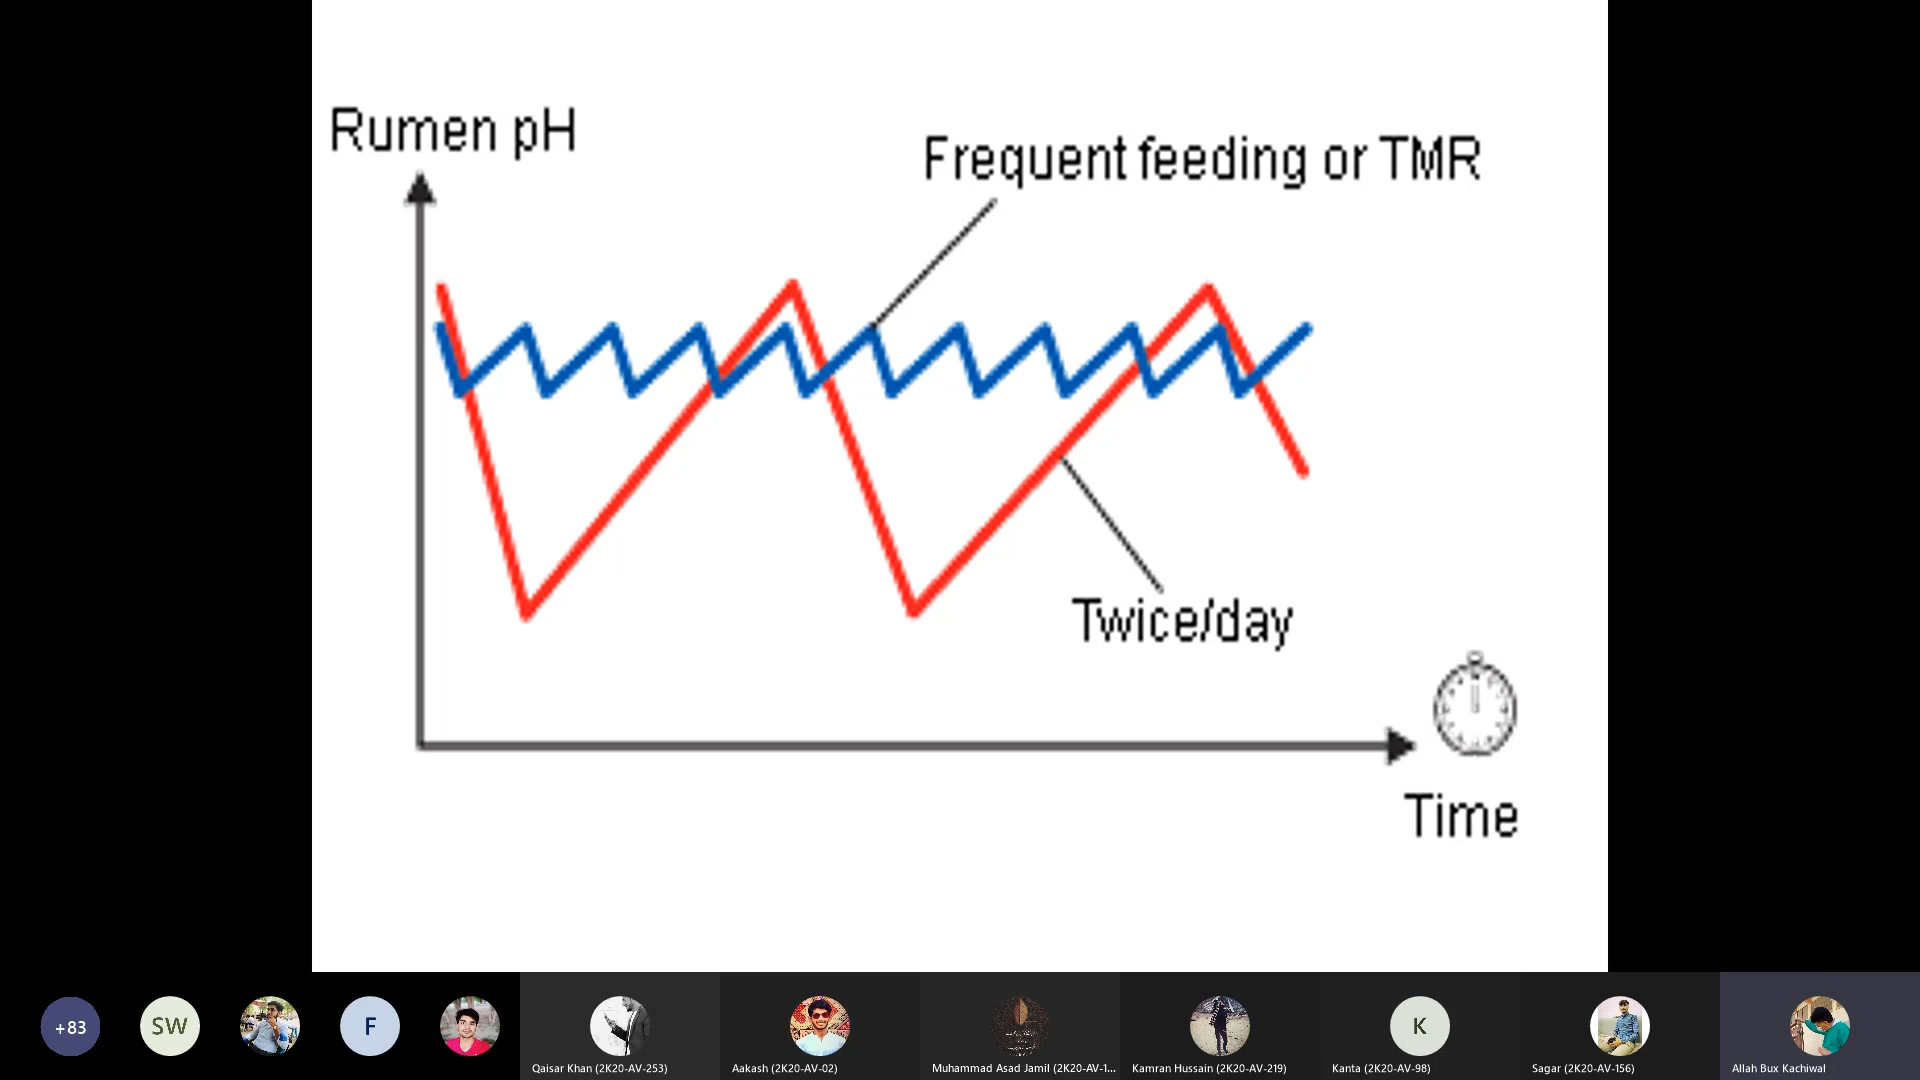 Rumen pH
Frequent feeding or TMR
Twice/day
Time
+83
SW
F
K
Qaisar Khan (2K20-AV-253)
Aakash (2K20-AV-02)
Muhammad Asad Jamil (2K20-AV-1...
Kamran Hussain (2K20-AV-219)
Kanta (2K20-AV-98)
Sagar (2K20-AV-156)
Allah Bux Kachiwal